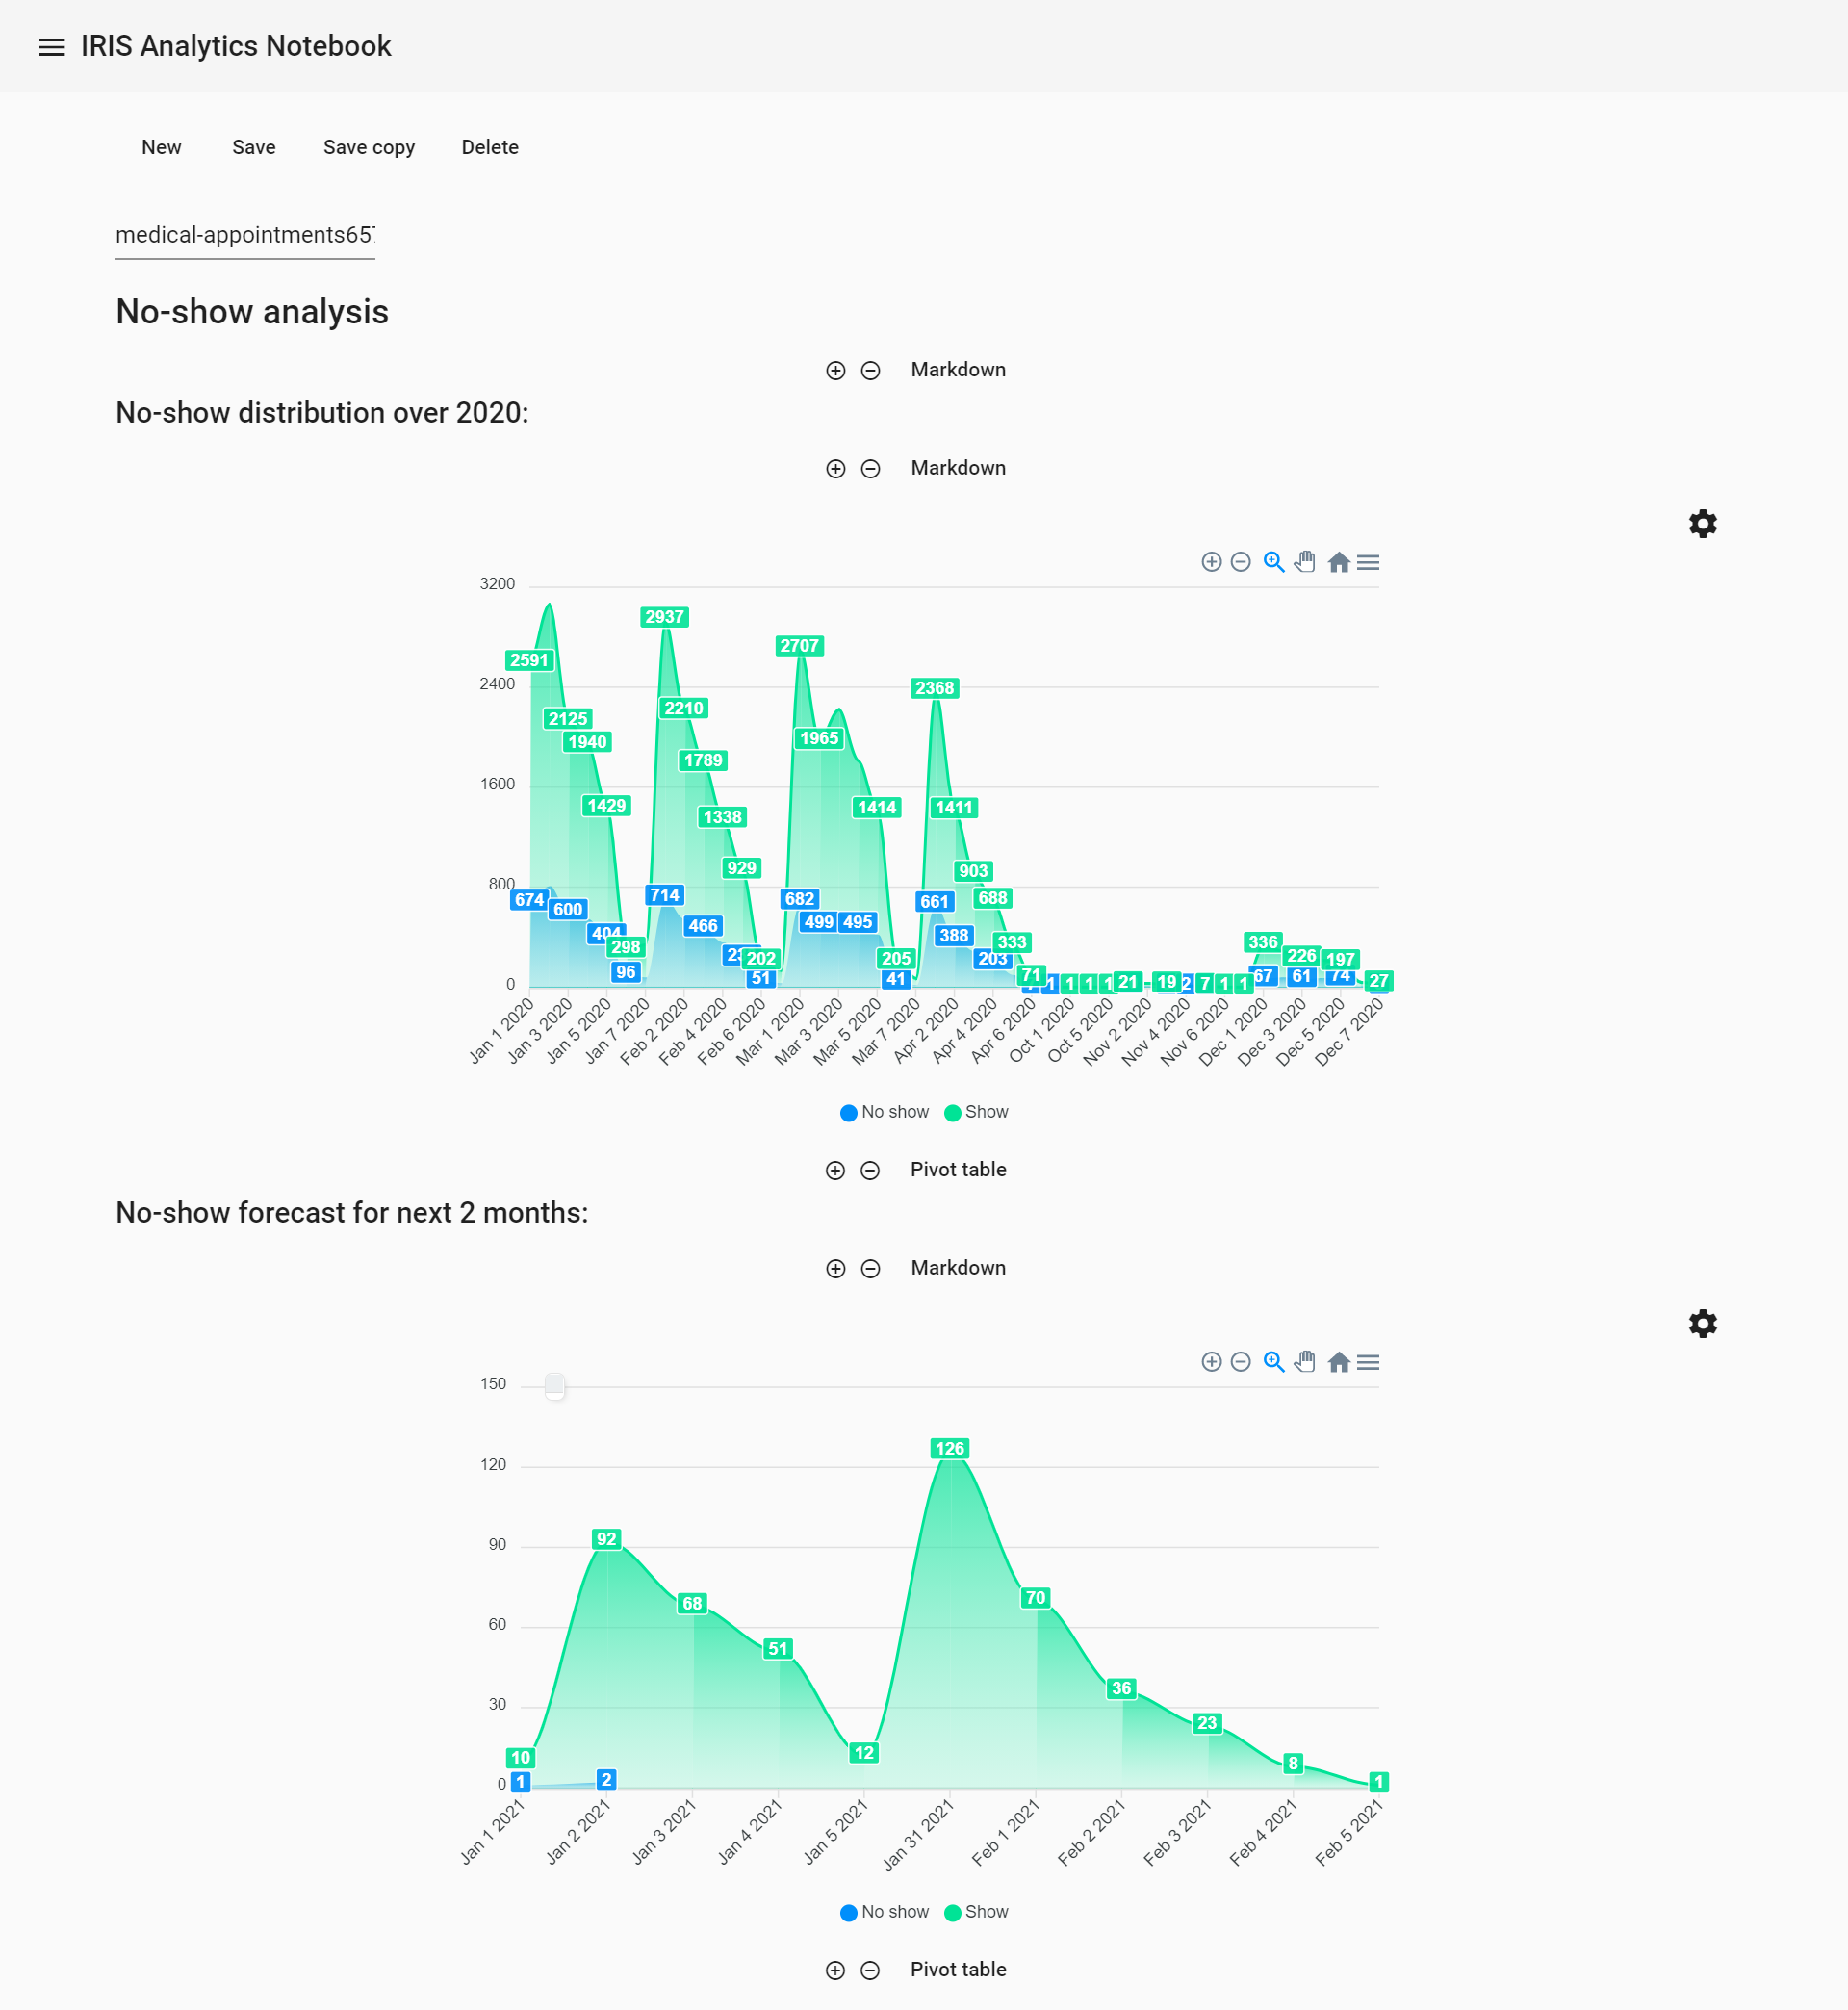 IRIS Analytics Notebook
New Save Save copy Delete
medical-appointments65
No-show analysis
Markdown
No-show distribution over 2020:
Markdown
3200
2400
1600
800
0
2591
2125
1940
1429
298
2937
2210
1789
1338
929
202
2707
1965
1414
205
2368
1411
903
688
333
71
1
1
1
21
19
7
1
1
336
226
197
27
674
600
404
96
714
466
51
682
499
495
41
661
388
203
1
2
67
61
74
Jan 1 2020
Jan 3 2020
Jan 5 2020
Jan 7 2020
Feb 2 2020
Feb 4 2020
Feb 6 2020
Mar 1 2020
Mar 3 2020
Mar 5 2020
Mar 7 2020
Apr 2 2020
Apr 4 2020
Apr 6 2020
Oct 1 2020
Oct 5 2020
Nov 2 2020
Nov 4 2020
Nov 6 2020
Dec 1 2020
Dec 3 2020
Dec 5 2020
Dec 7 2020
No show Show
Pivot table
No-show forecast for next 2 months:
Markdown
150
120
90
60
30
0
10
92
68
51
12
126
70
36
23
8
1
1
2
Jan 1 2021
Jan 2 2021
Jan 3 2021
Jan 4 2021
Jan 5 2021
Jan 31 2021
Feb 1 2021
Feb 2 2021
Feb 3 2021
Feb 4 2021
Feb 5 2021
No show Show
Pivot table